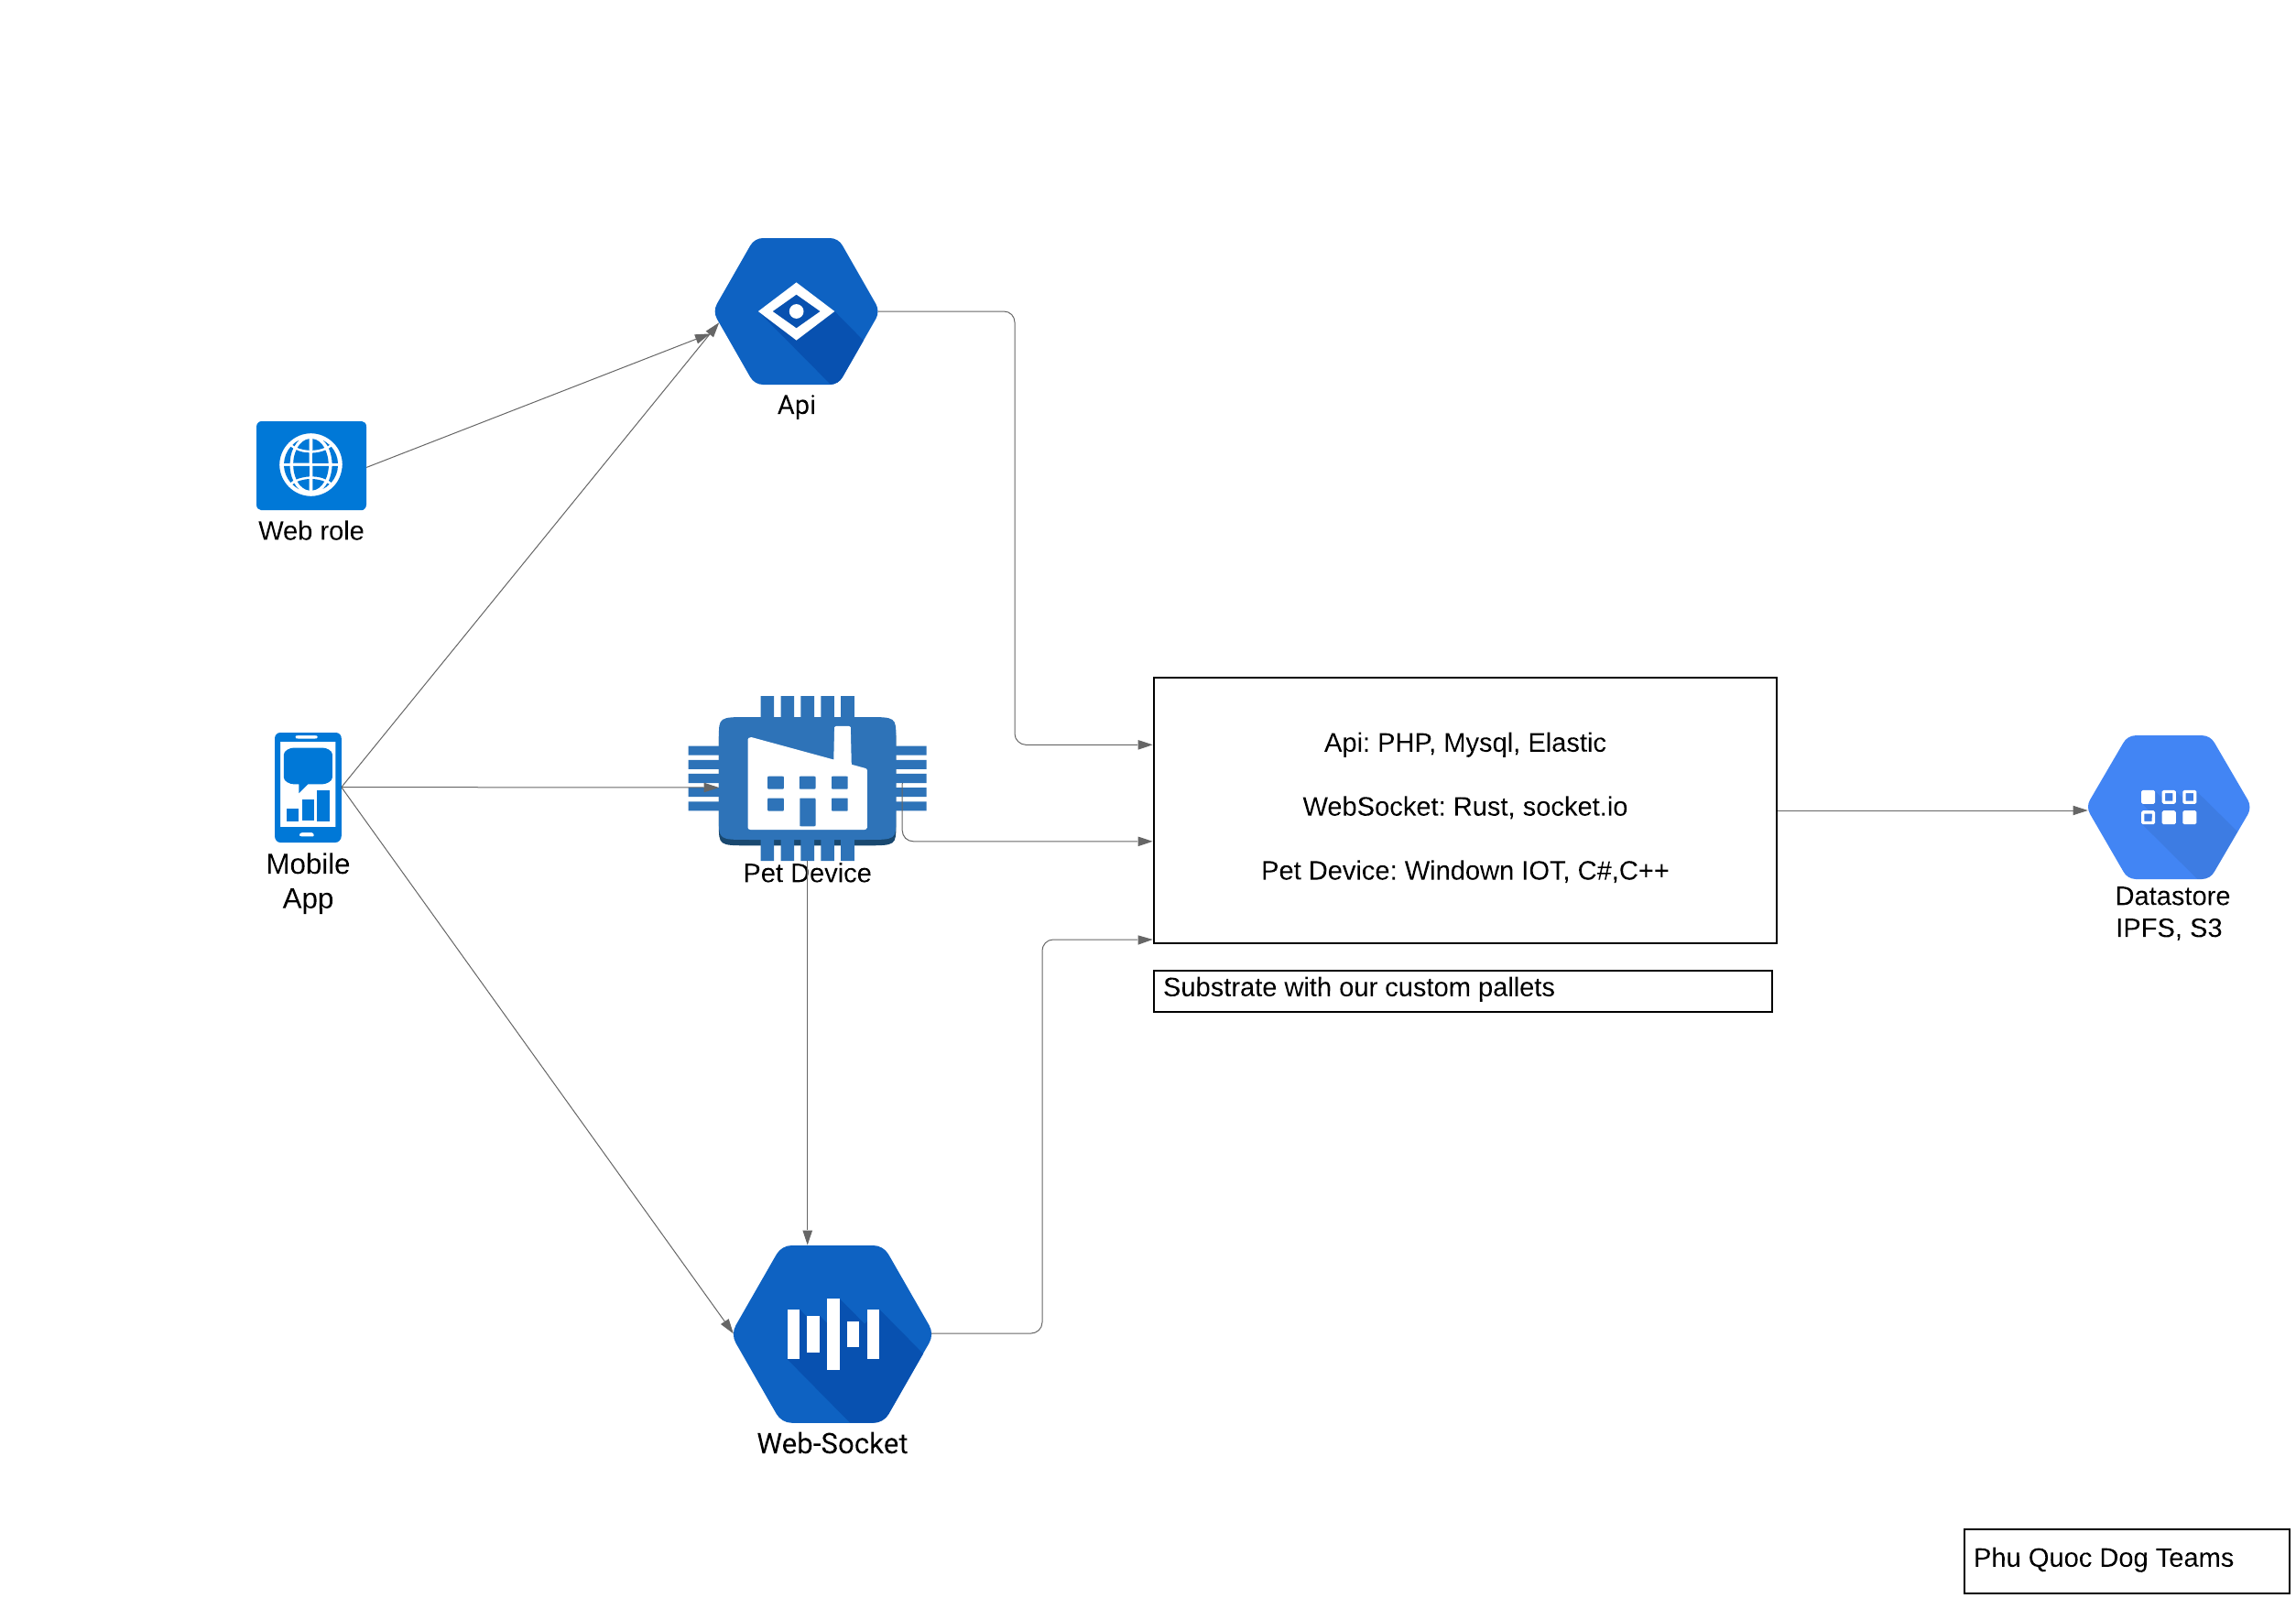 Api
Web role
Mobile
App
Pet Device
Api: PHP, Mysql, Elastic
WebSocket: Rust, socket.io
Pet Device: Windown IOT, C#,C++
Substrate with our custom pallets
Datastore
IPFS, S3
Web-Socket
Phu Quoc Dog Teams